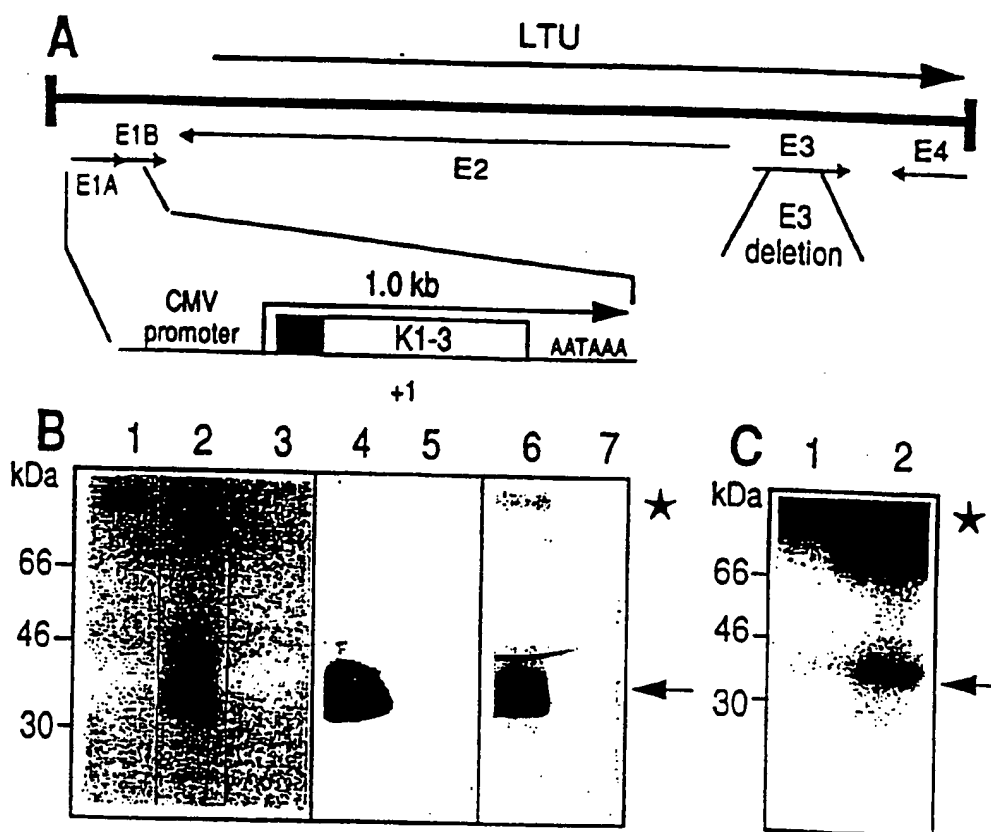 A
LTU
E1B
E1A
E2
E3
E4
E3
deletion
CMV
promoter
1.0 kb
K1-3
AATAAA
+1
B 1 2 3 4 5 6 7
kDa
66
46
30
F
C 1 2
kDa
66
46
30